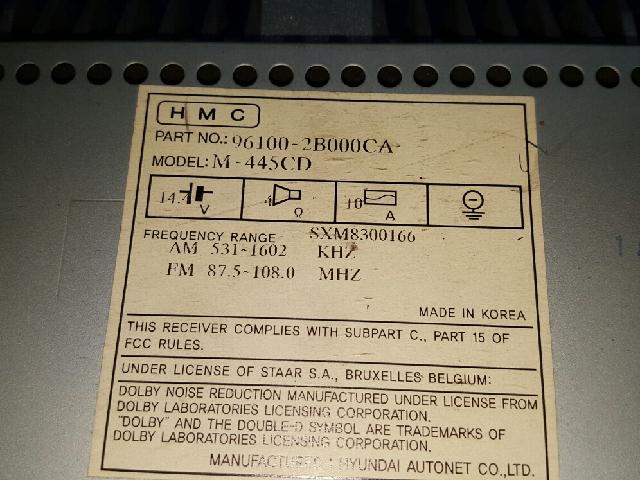 HMC
PART NO.: 96100-2B000CA
MODEL: M-445CD
14.4 V 4 Ω 10 A
FREQUENCY RANGE SXM8300166
AM 531-1602 KHZ
FM 87.5-108.0 MHZ
MADE IN KOREA
THIS RECEIVER COMPLIES WITH SUBPART C., PART 15 OF
FCC RULES.
UNDER LICENSE OF STAAR S.A., BRUXELLES BELGIUM:
DOLBY NOISE REDUCTION MANUFACTURED UNDER LICENSE FROM
DOLBY LABORATORIES LICENSING CORPORATION.
"DOLBY" AND THE DOUBLE-D SYMBOL ARE TRADEMARKS OF
DOLBY LABORATORIES LICENSING CORPORATION.
MANUFACTURER : HYUNDAI AUTONET CO.,LTD.